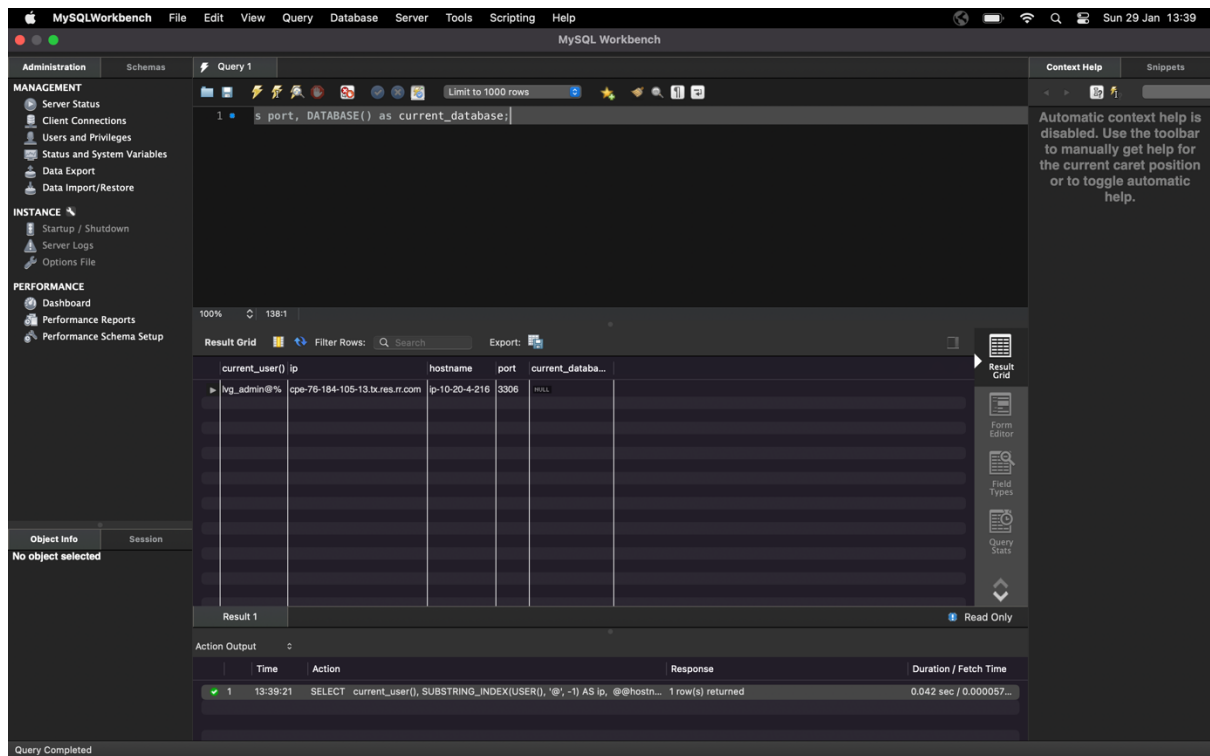 MySQLWorkbench File Edit View Query Database Server Tools Scripting Help Sun 29 Jan 13:39
MySQL Workbench
Administration Schemas
MANAGEMENT
Server Status
Client Connections
Users and Privileges
Status and System Variables
Data Export
Data Import/Restore
INSTANCE
Startup / Shutdown
Server Logs
Options File
PERFORMANCE
Dashboard
Performance Reports
Performance Schema Setup
Object Info Session
No object selected
Query 1
Limit to 1000 rows
1 s port, DATABASE() as current_database;
100% 138:1
Result Grid Filter Rows: Search Export:
current_user() ip hostname port current_databa...
lvg_admin@% cpe-76-184-105-13.tx.res.rr.com ip-10-20-4-216 3306 NULL
Result
Grid
Form
Editor
Field
Types
Query
Stats
Result 1 Read Only
Action Output
Time Action Response Duration / Fetch Time
1 13:39:21 SELECT current_user(), SUBSTRING_INDEX(USER(), '@', -1) AS ip, @@hostn... 1 row(s) returned 0.042 sec / 0.000057...
Context Help Snippets
Automatic context help is
disabled. Use the toolbar
to manually get help for
the current caret position
or to toggle automatic
help.
Query Completed